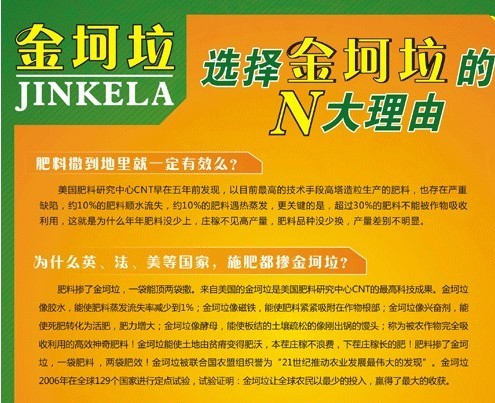 金坷垃
JINKELA
选择金坷垃的
N大理由
肥料撒到地里就一定有效么?
美国肥料研究中心CNT早在五年前发现，以目前最高的技术手段高塔造粒生产的肥料，也存在严重
缺陷，约10%的肥料顺水流失，约10%的肥料遇热蒸发，更关键的是，超过30%的肥料不能被作物吸收
利用，这就是为什么年年肥料没少上，庄稼不见高产量，肥料品种没少换，产量差别不明显。
为什么英、法、美等国家，施肥都掺金坷垃?
肥料掺了金坷垃，一袋能顶两袋撒。来自美国的金坷垃是美国肥料研究中心CNT的最高科技成果。金坷垃
像胶水，能使肥料蒸发流失率减少到1%；金坷垃像磁铁，能使肥料紧紧吸附在作物根部；金坷垃像兴奋剂，能
使死肥转化为活肥，肥力增大；金坷垃像酵母，能使板结的土壤疏松的像刚出锅的馒头；称为被农作物完全吸
收利用的高效神奇肥料！金坷垃能使土地由贫瘠变得肥沃，本茬庄稼不浪费，下茬庄稼长的肥！肥料掺了金坷
垃，一袋肥料，两袋肥效！金坷垃被联合国农盟组织誉为“21世纪推动农业发展最伟大的发现”。金坷垃
2006年在全球129个国家进行定点试验，试验证明：金坷垃让全球农民以最少的投入，赢得了最大的收获。